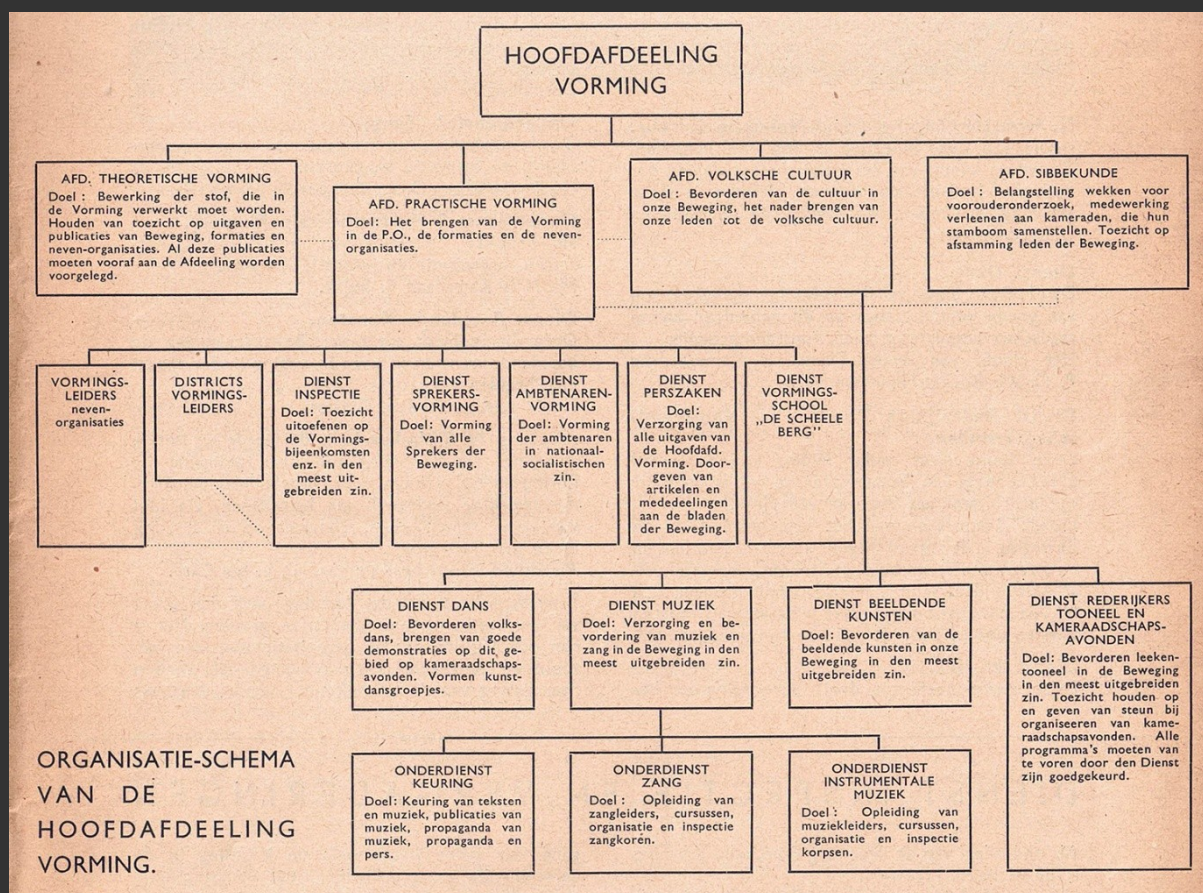 HOOFDAFDEELING
VORMING
AFD. THEORETISCHE VORMING
Doel : Bewerking der stof, die in
de Vorming verwerkt moet worden.
Houden van toezicht op uitgaven en
publicaties van Beweging, formaties en
neven-organisaties. Al deze publicaties
moeten vooraf aan de Afdeeling worden
voorgelegd.
AFD. PRACTISCHE VORMING
Doel: Het brengen van de Vorming
in de P.O., de formaties en de neven-
organisaties.
AFD. VOLKSCHE CULTUUR
Doel : Bevorderen van de cultuur in
onze Beweging, het nader brengen van
onze leden tot de volksche cultuur.
AFD. SIBBEKUNDE
Doel : Belangstelling wekken voor
voorouderonderzoek, medewerking
verleenen aan kameraden, die hun
stamboom samenstellen. Toezicht op
afstamming leden der Beweging.
VORMINGS-
LEIDERS
neven-
organisaties
DISTRICTS
VORMINGS-
LEIDERS
DIENST
INSPECTIE
Doel: Toezicht
uitoefenen op
de Vormings-
bijeenkomsten
enz. in den
meest uit-
gebreiden zin.
DIENST
SPREKERS-
VORMING
Doel: Vorming
van alle
Sprekers der
Beweging.
DIENST
AMBTENAREN-
VORMING
Doel: Vorming
der ambtenaren
in nationaal-
socialistischen
zin.
DIENST
PERSZAKEN
Doel:
Verzorging van
alle uitgaven van
de Hoofdafd.
Vorming. Door-
geven van
artikelen en
mededeelingen
aan de bladen
der Beweging.
DIENST
VORMINGS-
SCHOOL
„DE SCHEELE
BERG"
DIENST DANS
Doel: Bevorderen volks-
dans, brengen van goede
demonstraties op dit ge-
bied op kameraadschaps-
avonden. Vormen kunst-
dansgroepjes.
DIENST MUZIEK
Doel: Verzorging en be-
vordering van muziek en
zang in de Beweging in den
meest uitgebreiden zin.
DIENST BEELDENDE
KUNSTEN
Doel: Bevorderen van de
beeldende kunsten in onze
Beweging in den meest
uitgebreiden zin.
DIENST REDERIJKERS
TOONEEL EN
KAMERAADSCHAPS-
AVONDEN
Doel: Bevorderen leeken-
tooneel in de Beweging
in den meest uitgebreiden
zin. Toezicht houden op
en geven van steun bij
organiseeren van kame-
raadschapsavonden. Alle
programma's moeten van
te voren door den Dienst
zijn goedgekeurd.
ONDERDIENST
KEURING
Doel: Keuring van teksten
en muziek, publicaties van
muziek, propaganda van
muziek, propaganda en
pers.
ONDERDIENST
ZANG
Doel : Opleiding van
zangleiders, cursussen,
organisatie en inspectie
zangkoren.
ONDERDIENST
INSTRUMENTALE
MUZIEK
Doel : Opleiding van
muziekleiders, cursussen,
organisatie en inspectie
korpsen.
ORGANISATIE-SCHEMA
VAN DE
HOOFDAFDEELING
VORMING.